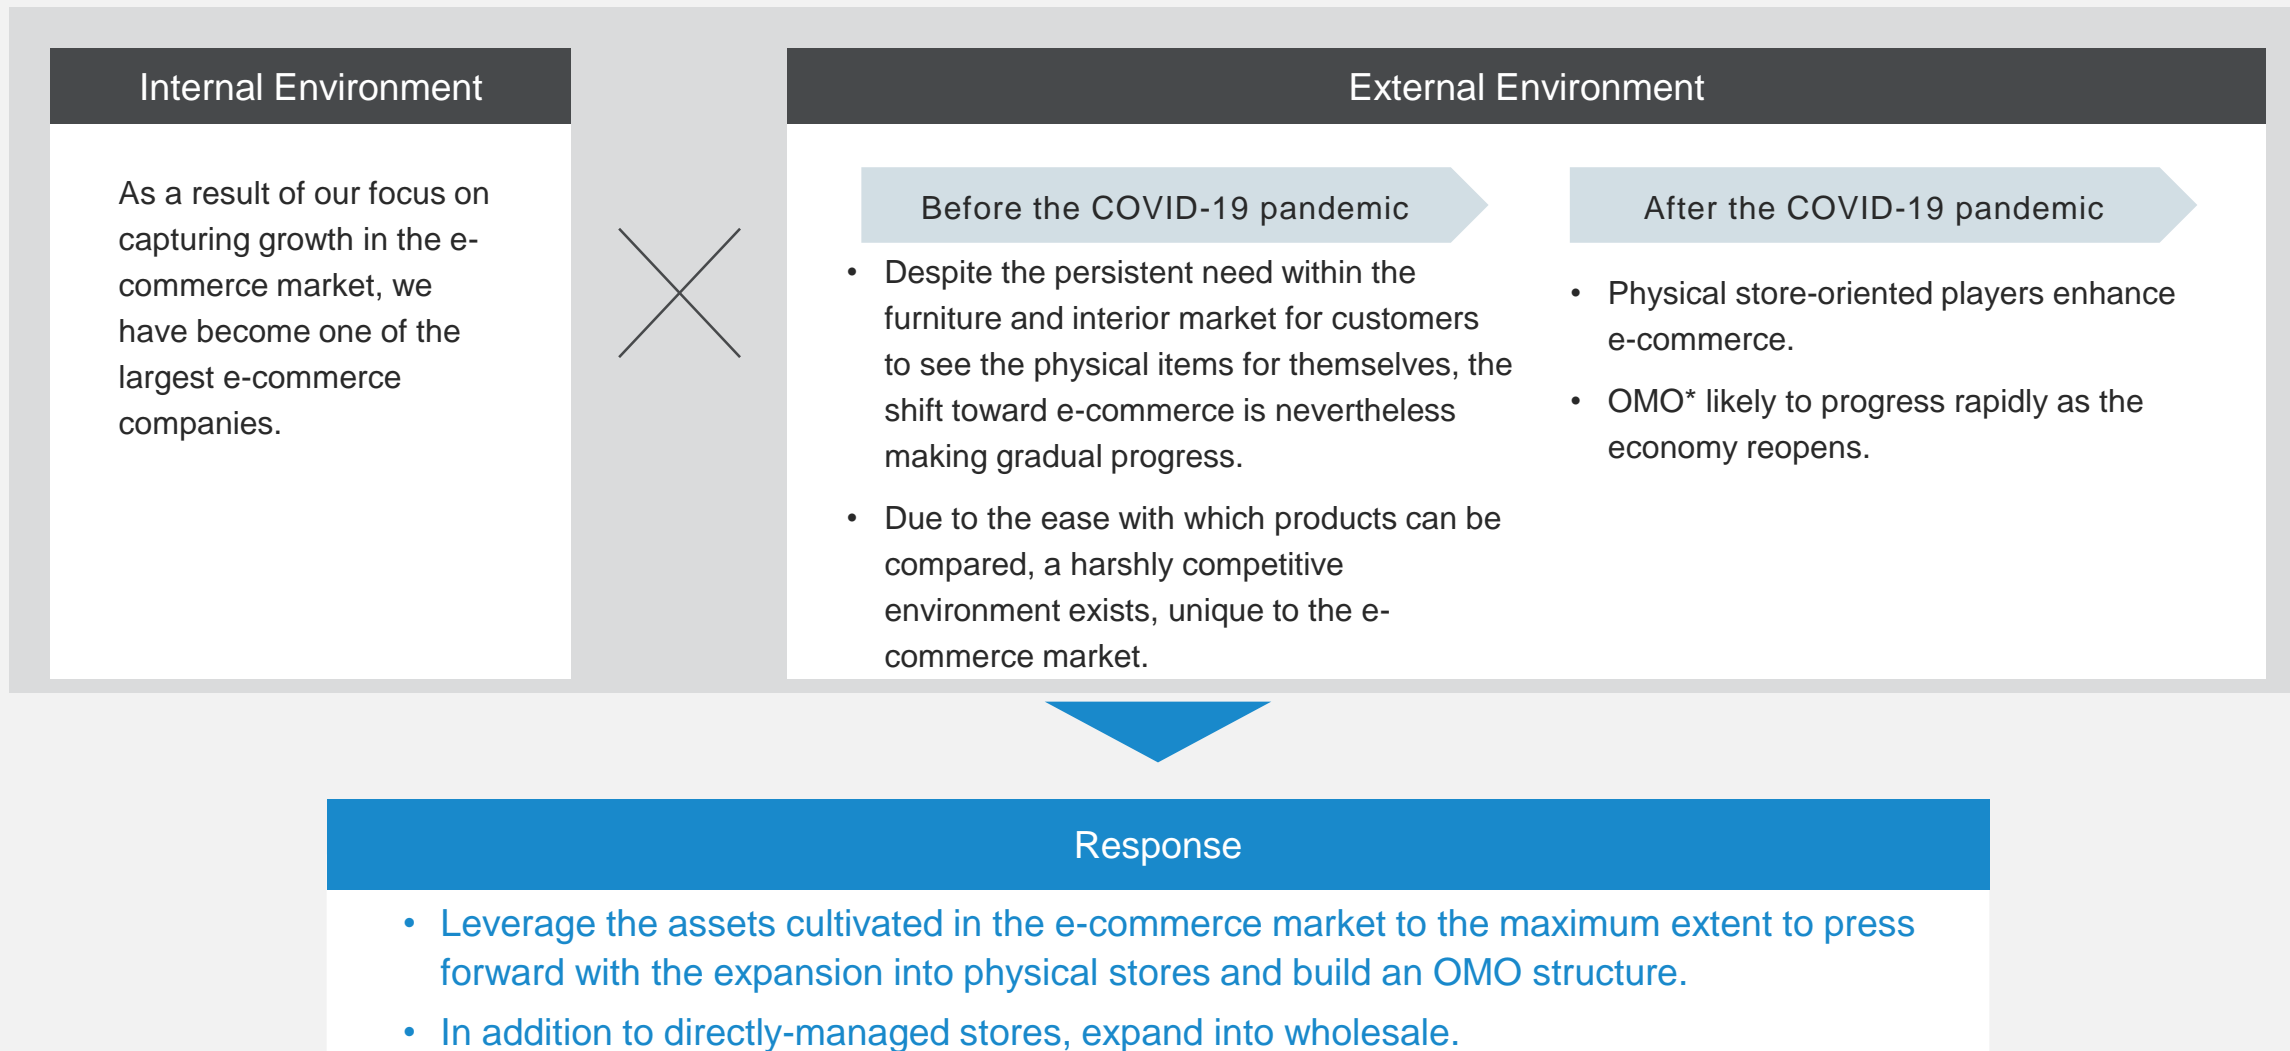 Internal Environment
As a result of our focus on
capturing growth in the e-
commerce market, we
have become one of the
largest e-commerce
companies.
External Environment
Before the COVID-19 pandemic
• Despite the persistent need within the
furniture and interior market for customers
to see the physical items for themselves, the
shift toward e-commerce is nevertheless
making gradual progress.
• Due to the ease with which products can be
compared, a harshly competitive
environment exists, unique to the e-
commerce market.
After the COVID-19 pandemic
• Physical store-oriented players enhance
e-commerce.
• OMO* likely to progress rapidly as the
economy reopens.
Response
• Leverage the assets cultivated in the e-commerce market to the maximum extent to press
forward with the expansion into physical stores and build an OMO structure.
• In addition to directly-managed stores, expand into wholesale.